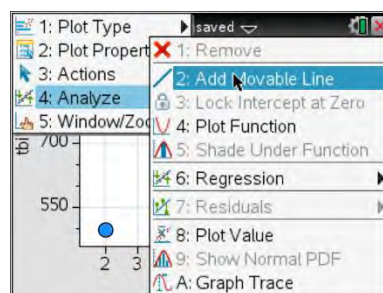 1: Plot Type
saved
2: Plot Propert
3: Actions
4: Analyze
5: Window/Zoo
1: Remove
2: Add Movable Line
3: Lock Intercept at Zero
4: Plot Function
5: Shade Under Function
6: Regression
7: Residuals
8: Plot Value
9: Show Normal PDF
A: Graph Trace
tbi
700
550
2 3